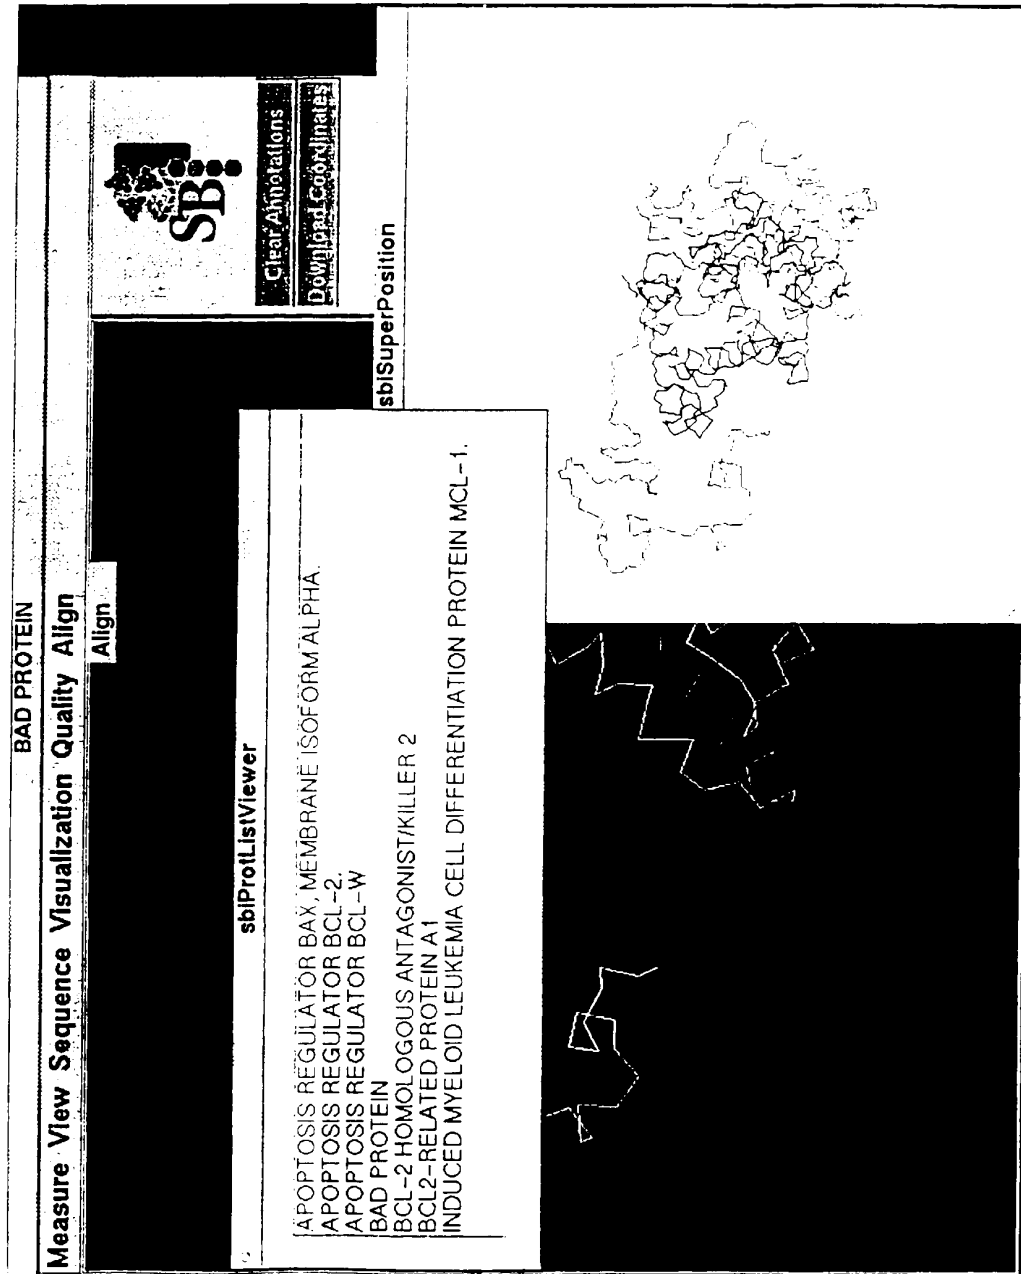 BAD PROTEIN
Measure View Sequence Visualization Quality Align
Align
SBI
Clear Annotations
Download Coordinates
sbiProtListViewer
APOPTOSIS REGULATOR BAX, MEMBRANE ISOFORM ALPHA.
APOPTOSIS REGULATOR BCL-2.
APOPTOSIS REGULATOR BCL-W
BAD PROTEIN
BCL-2 HOMOLOGOUS ANTAGONIST/KILLER 2
BCL2-RELATED PROTEIN A1
INDUCED MYELOID LEUKEMIA CELL DIFFERENTIATION PROTEIN MCL-1.
sbiSuperPosition